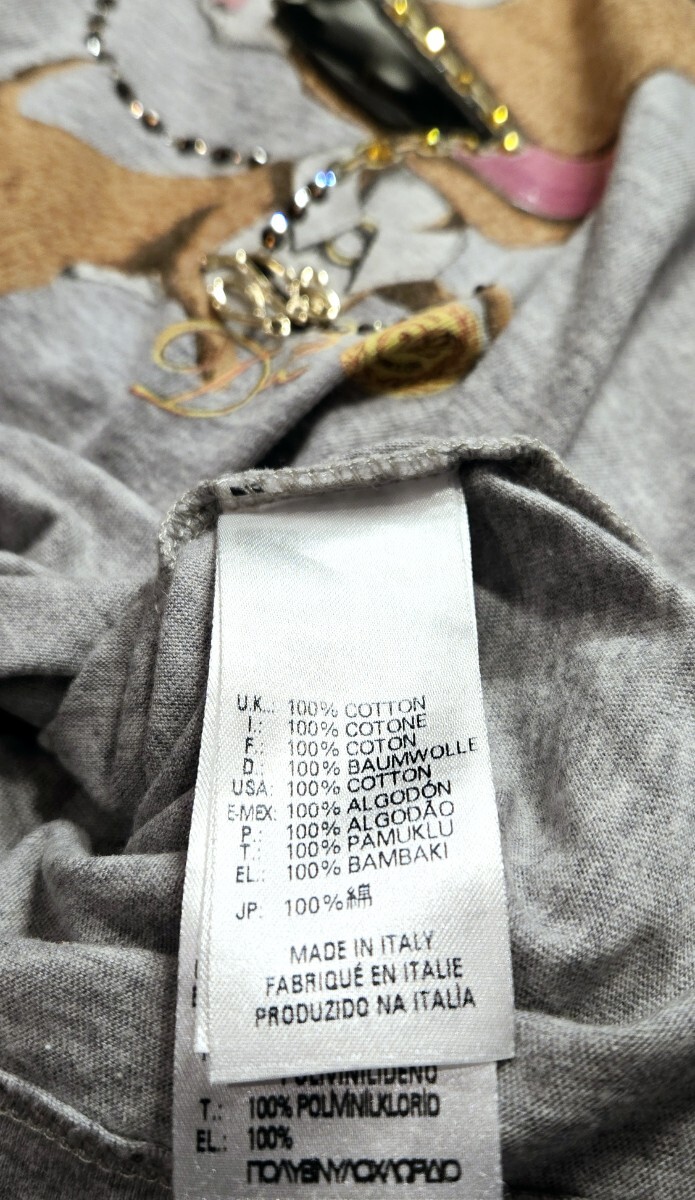 U.K.: 100% COTTON
I.: 100% COTONE
F.: 100% COTON
D.: 100% BAUMWOLLE
USA: 100% COTTON
E-MEX: 100% ALGODÓN
P.: 100% ALGODÃO
T.: 100% PAMUKLU
EL.: 100% BAMBAKI
JP: 100%綿
MADE IN ITALY
FABRIQUÉ EN ITALIE
PRODUZIDO NA ITALÌA
POLIVINILIDENO
T.: 100% POLİVİNİLKLORİD
EL.: 100%